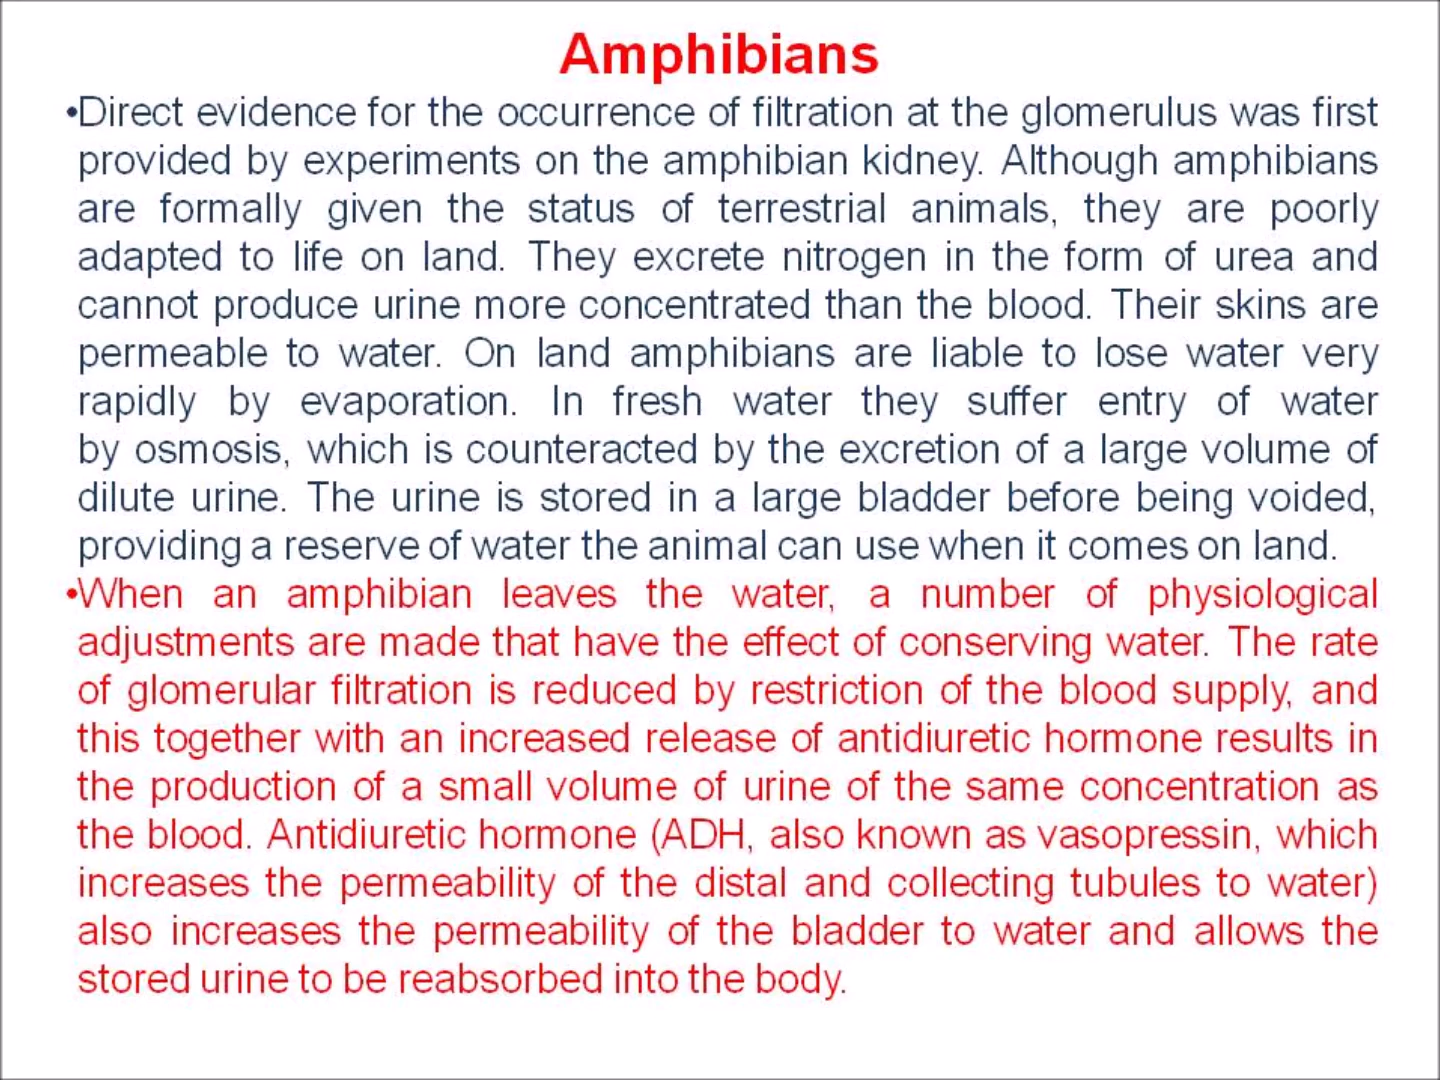 Amphibians
•Direct evidence for the occurrence of filtration at the glomerulus was first
provided by experiments on the amphibian kidney. Although amphibians
are formally given the status of terrestrial animals, they are poorly
adapted to life on land. They excrete nitrogen in the form of urea and
cannot produce urine more concentrated than the blood. Their skins are
permeable to water. On land amphibians are liable to lose water very
rapidly by evaporation. In fresh water they suffer entry of water
by osmosis, which is counteracted by the excretion of a large volume of
dilute urine. The urine is stored in a large bladder before being voided,
providing a reserve of water the animal can use when it comes on land.
•When an amphibian leaves the water, a number of physiological
adjustments are made that have the effect of conserving water. The rate
of glomerular filtration is reduced by restriction of the blood supply, and
this together with an increased release of antidiuretic hormone results in
the production of a small volume of urine of the same concentration as
the blood. Antidiuretic hormone (ADH, also known as vasopressin, which
increases the permeability of the distal and collecting tubules to water)
also increases the permeability of the bladder to water and allows the
stored urine to be reabsorbed into the body.